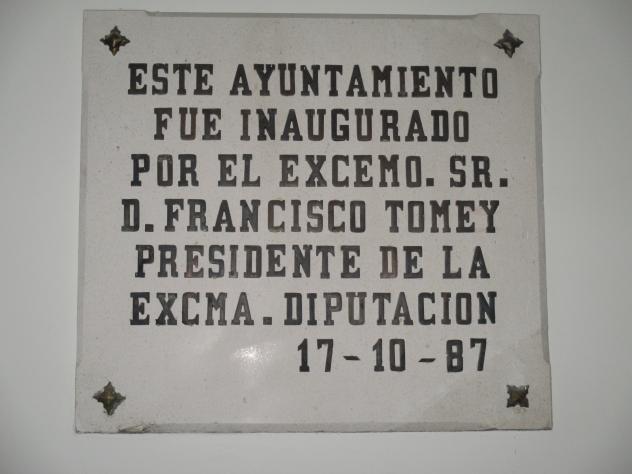 ESTE AYUNTAMIENTO
FUE INAUGURADO
POR EL EXCEMO. SR.
D. FRANCISCO TOMEY
PRESIDENTE DE LA
EXCMA. DIPUTACION
17-10-87